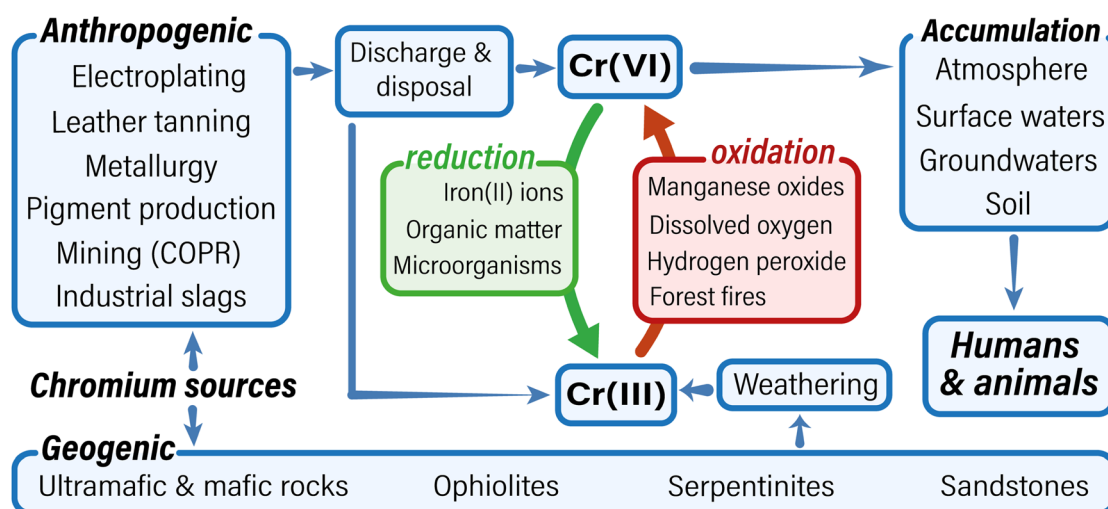 Anthropogenic
Electroplating
Leather tanning
Metallurgy
Pigment production
Mining (COPR)
Industrial slags
Discharge &
disposal
Cr(VI)
reduction
Iron(II) ions
Organic matter
Microorganisms
oxidation
Manganese oxides
Dissolved oxygen
Hydrogen peroxide
Forest fires
Accumulation
Atmosphere
Surface waters
Groundwaters
Soil
Humans
& animals
Chromium sources
Cr(III)
Weathering
Geogenic
Ultramafic & mafic rocks
Ophiolites
Serpentinites
Sandstones